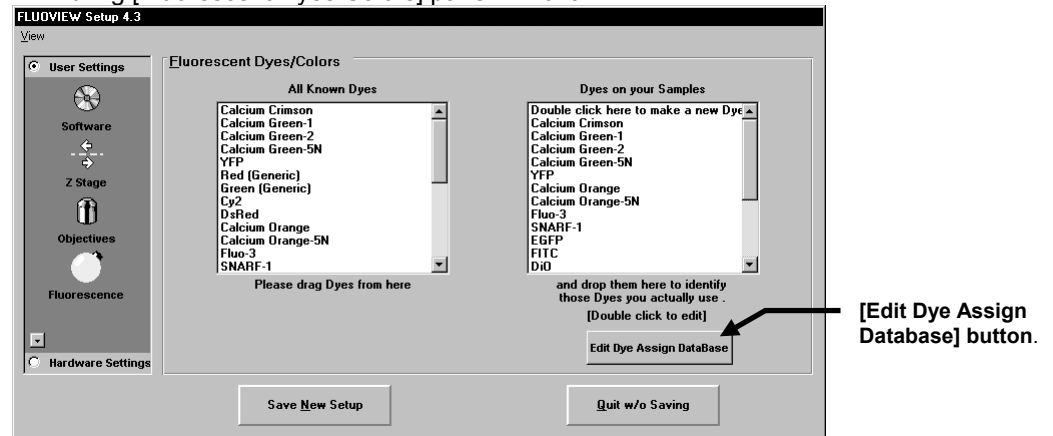 FLUOVIEW Setup 4.3
View
User Settings
Software
Z Stage
Objectives
Fluorescence
Hardware Settings
Fluorescent Dyes/Colors
All Known Dyes
Calcium Crimson
Calcium Green-1
Calcium Green-2
Calcium Green-5N
YFP
Red (Generic)
Green (Generic)
Cy2
DsRed
Calcium Orange
Calcium Orange-5N
Fluo-3
SNARF-1
Please drag Dyes from here
Dyes on your Samples
Double click here to make a new Dye
Calcium Crimson
Calcium Green-1
Calcium Green-2
Calcium Green-5N
YFP
Calcium Orange
Calcium Orange-5N
Fluo-3
SNARF-1
EGFP
FITC
DiO
and drop them here to identify
those Dyes you actually use .
[Double click to edit]
Edit Dye Assign DataBase
Save New Setup
Quit w/o Saving
[Edit Dye Assign
Database] button.